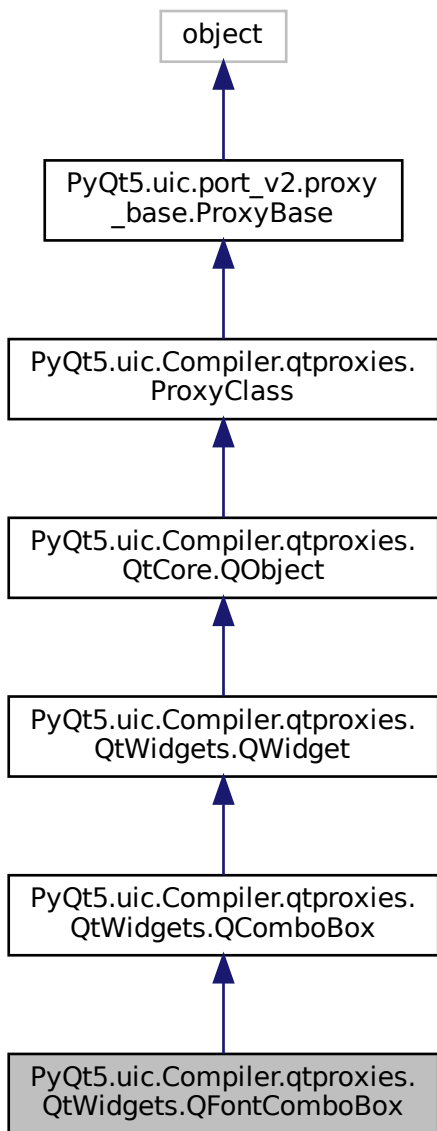 object
PyQt5.uic.port_v2.proxy
_base.ProxyBase
PyQt5.uic.Compiler.qtproxies.
ProxyClass
PyQt5.uic.Compiler.qtproxies.
QtCore.QObject
PyQt5.uic.Compiler.qtproxies.
QtWidgets.QWidget
PyQt5.uic.Compiler.qtproxies.
QtWidgets.QComboBox
PyQt5.uic.Compiler.qtproxies.
QtWidgets.QFontComboBox